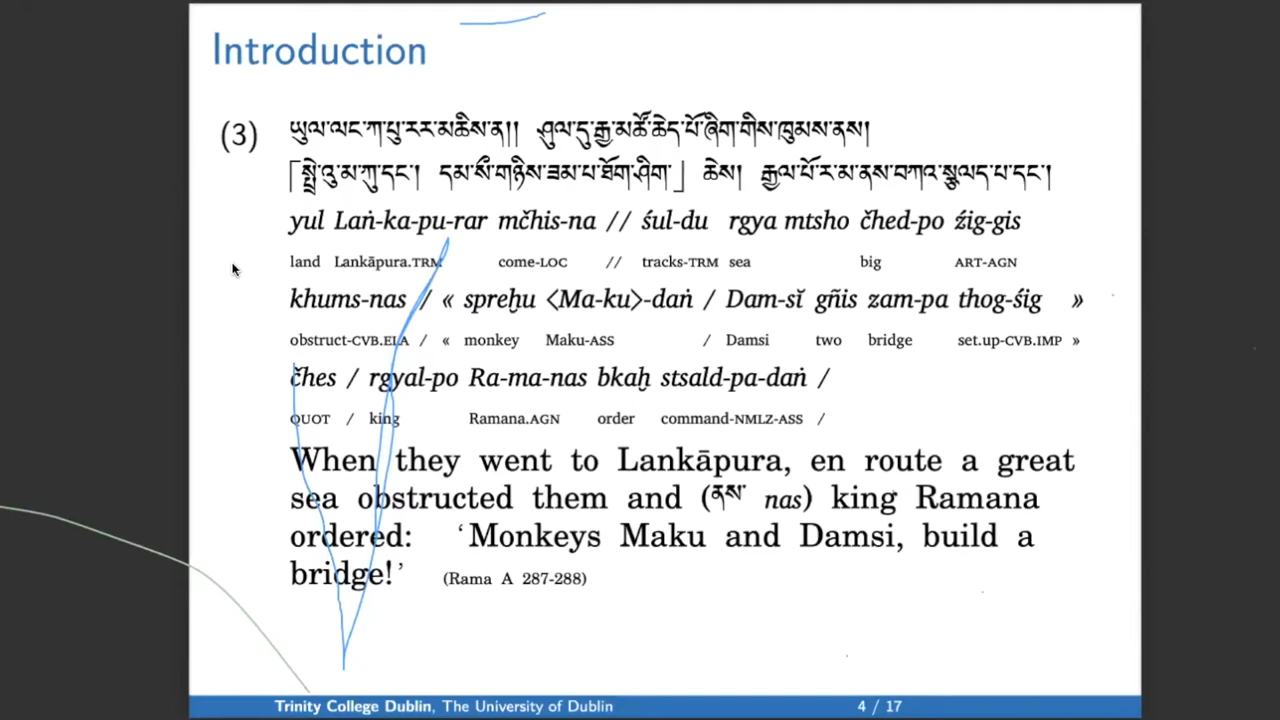 Introduction
(3) ཡུལ་ལང་ཀ་པུ་རར་མཆིས་ན།། ཤུལ་དུ་རྒྱ་མཚོ་ཆེད་པོ་ཞིག་གིས་ཁུམས་ནས།
「སྤྲེའུ་མ་ཀུ་དང་། དམ་སི་གཉིས་ཟམ་པ་ཐོག་ཤིག་」 ཆེས། རྒྱལ་པོ་ར་མ་ནས་བཀའ་སྩལད་པ་དང་།
yul Laṅ-ka-pu-rar mčhis-na // śul-du rgya mtsho čhed-po źig-gis
land Lankāpura.TRM come-LOC // tracks-TRM sea big ART-AGN
khums-nas / « spreḫu ⟨Ma-ku⟩-daṅ / Dam-sĭ gñis zam-pa thog-śig »
obstruct-CVB.ELA / « monkey Maku-ASS / Damsi two bridge set.up-CVB.IMP »
čhes / rgyal-po Ra-ma-nas bkaḫ stsald-pa-daṅ /
QUOT / king Ramana.AGN order command-NMLZ-ASS /
When they went to Lankāpura, en route a great
sea obstructed them and (ནས་ nas) king Ramana
ordered: ‘Monkeys Maku and Damsi, build a
bridge!’ (Rama A 287-288)
Trinity College Dublin, The University of Dublin 4 / 17